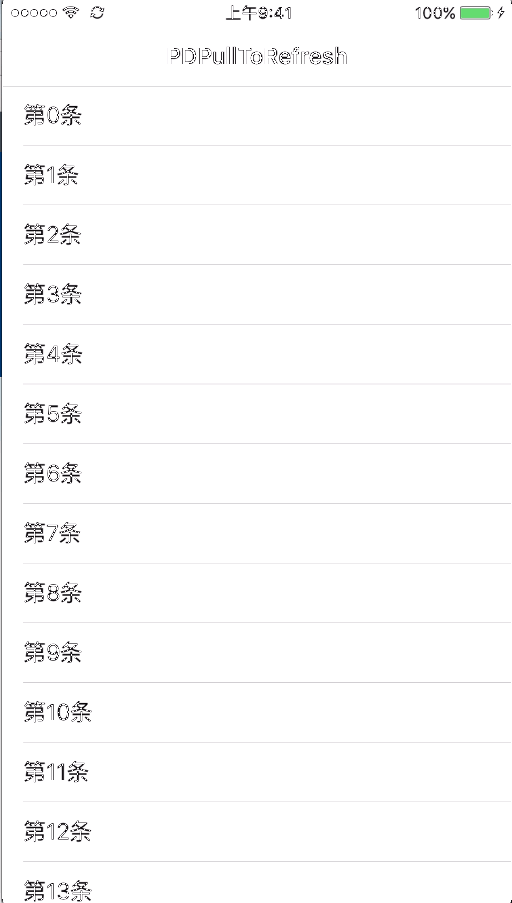 上午9:41 100%
PDPullToRefresh
第0条
第1条
第2条
第3条
第4条
第5条
第6条
第7条
第8条
第9条
第10条
第11条
第12条
第13条